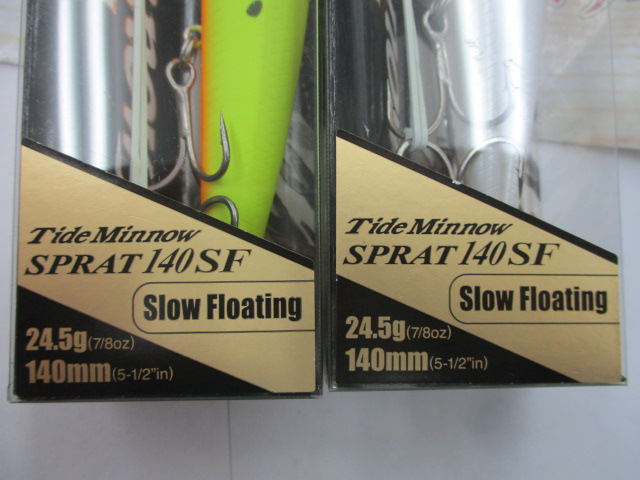 Tide Minnow
SPRAT 140 SF
Slow Floating
24.5g(7/8oz)
140mm(5-1/2"in)
Tide Minnow
SPRAT 140 SF
Slow Floating
24.5g(7/8oz)
140mm(5-1/2"in)